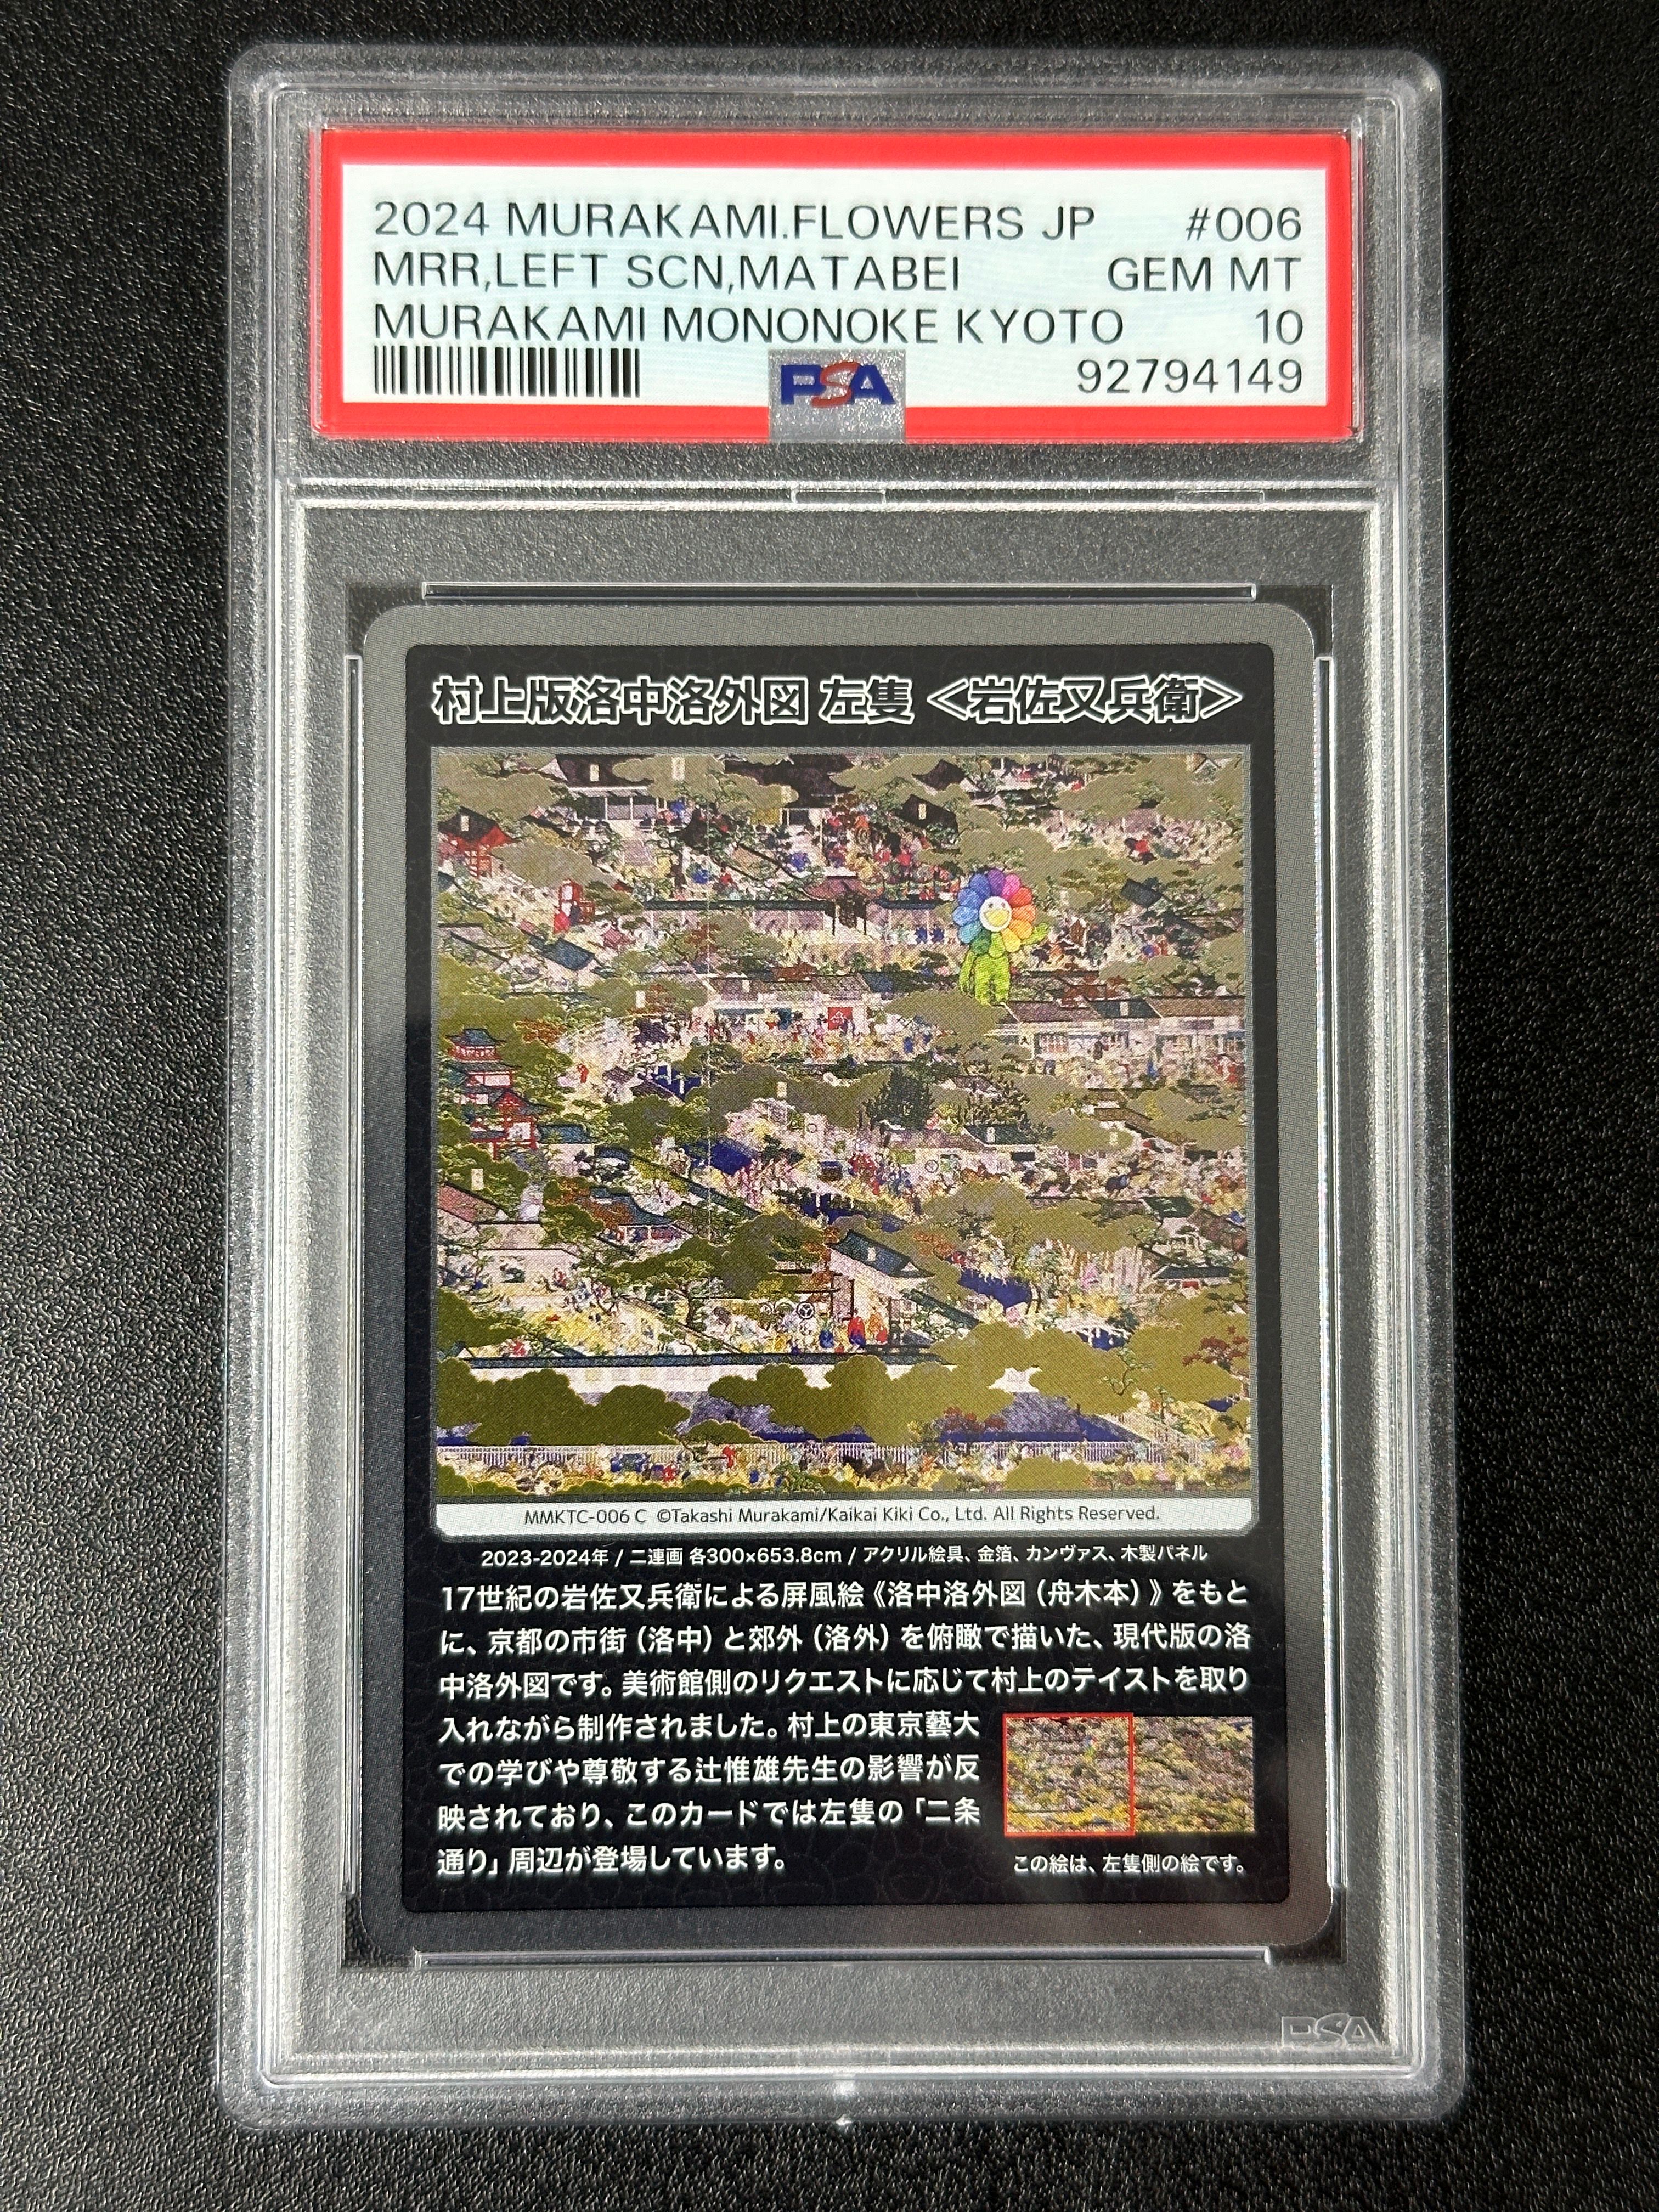 2024 MURAKAMI.FLOWERS JP #006
MRR,LEFT SCN,MATABEI GEM MT
MURAKAMI MONONOKE KYOTO 10
PSA 92794149
村上版洛中洛外図 左隻 <岩佐又兵衛>
MMKTC-006 C ©Takashi Murakami/Kaikai Kiki Co., Ltd. All Rights Reserved.
2023-2024年 / 二連画 各300×653.8cm / アクリル絵具、金箔、カンヴァス、木製パネル
17世紀の岩佐又兵衛による屏風絵《洛中洛外図（舟木本）》をもと
に、京都の市街（洛中）と郊外（洛外）を俯瞰で描いた、現代版の洛
中洛外図です。美術館側のリクエストに応じて村上のテイストを取り
入れながら制作されました。村上の東京藝大
での学びや尊敬する辻惟雄先生の影響が反
映されており、このカードでは左隻の「二条
通り」周辺が登場しています。
この絵は、左隻側の絵です。
PSA